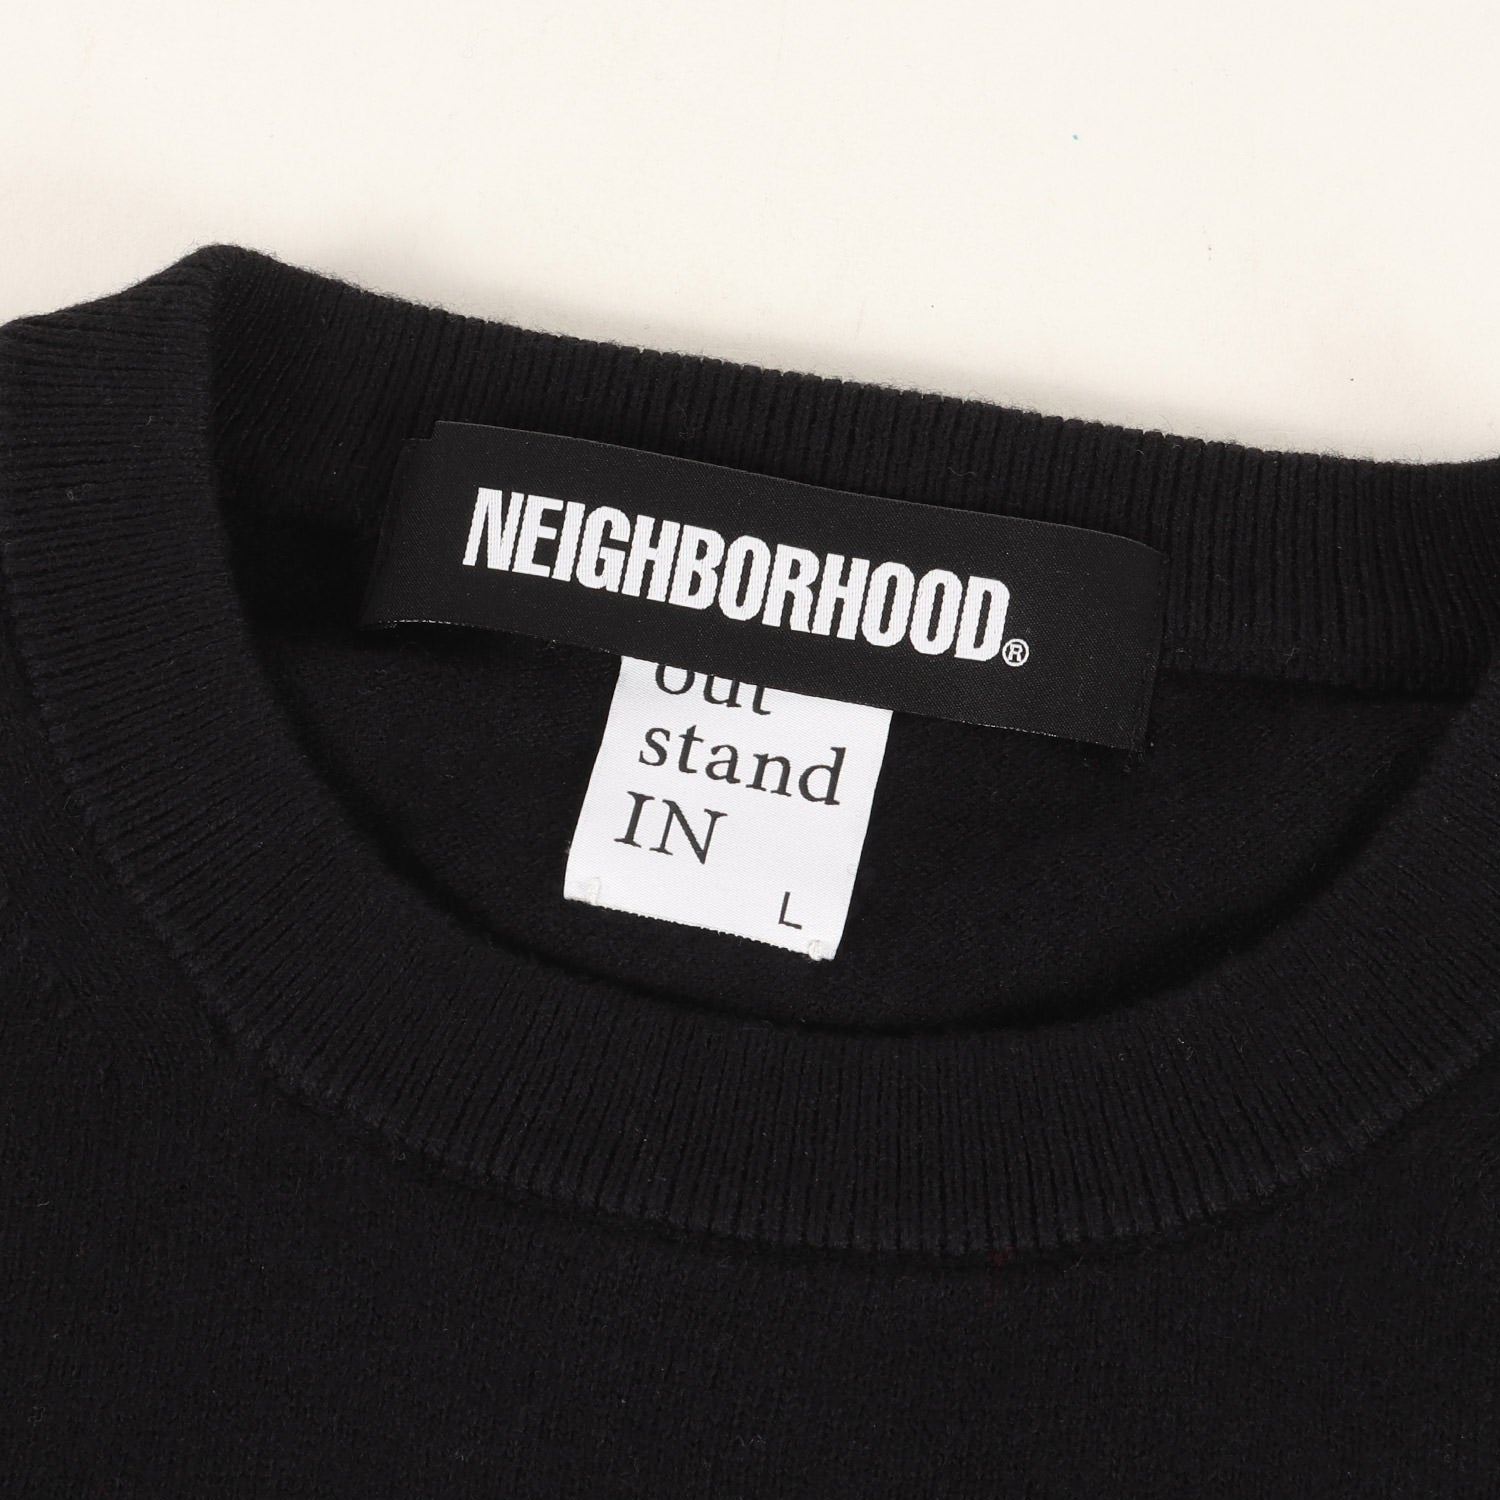 NEIGHBORHOOD®
out
stand
IN
L